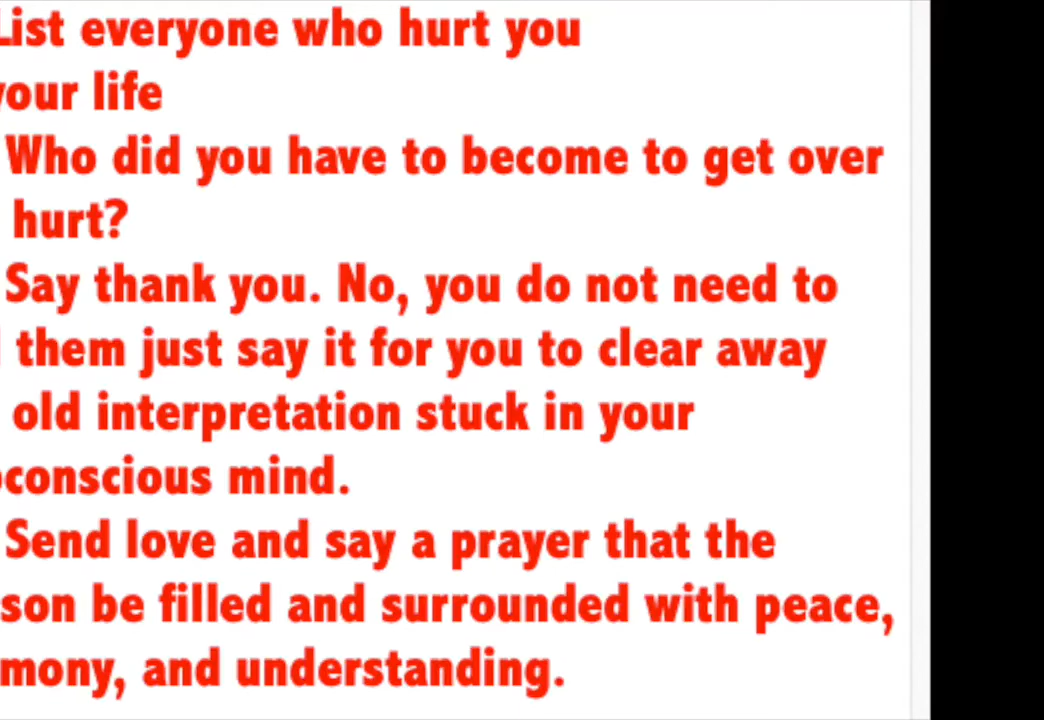 List everyone who hurt you
your life
Who did you have to become to get over
hurt?
Say thank you. No, you do not need to
them just say it for you to clear away
old interpretation stuck in your
conscious mind.
Send love and say a prayer that the
son be filled and surrounded with peace,
mony, and understanding.